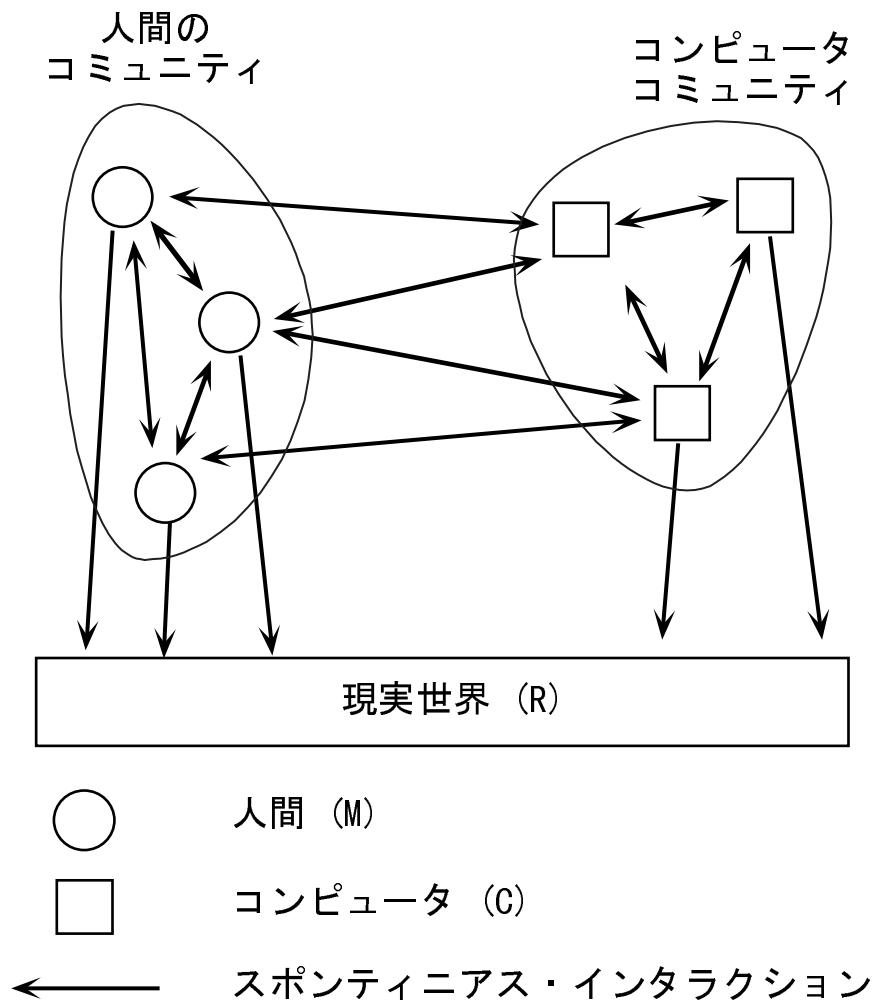 人間の
コミュニティ
コンピュータ
コミュニティ
現実世界 (R)
人間 (M)
コンピュータ (C)
スポンティニアス・インタラクション